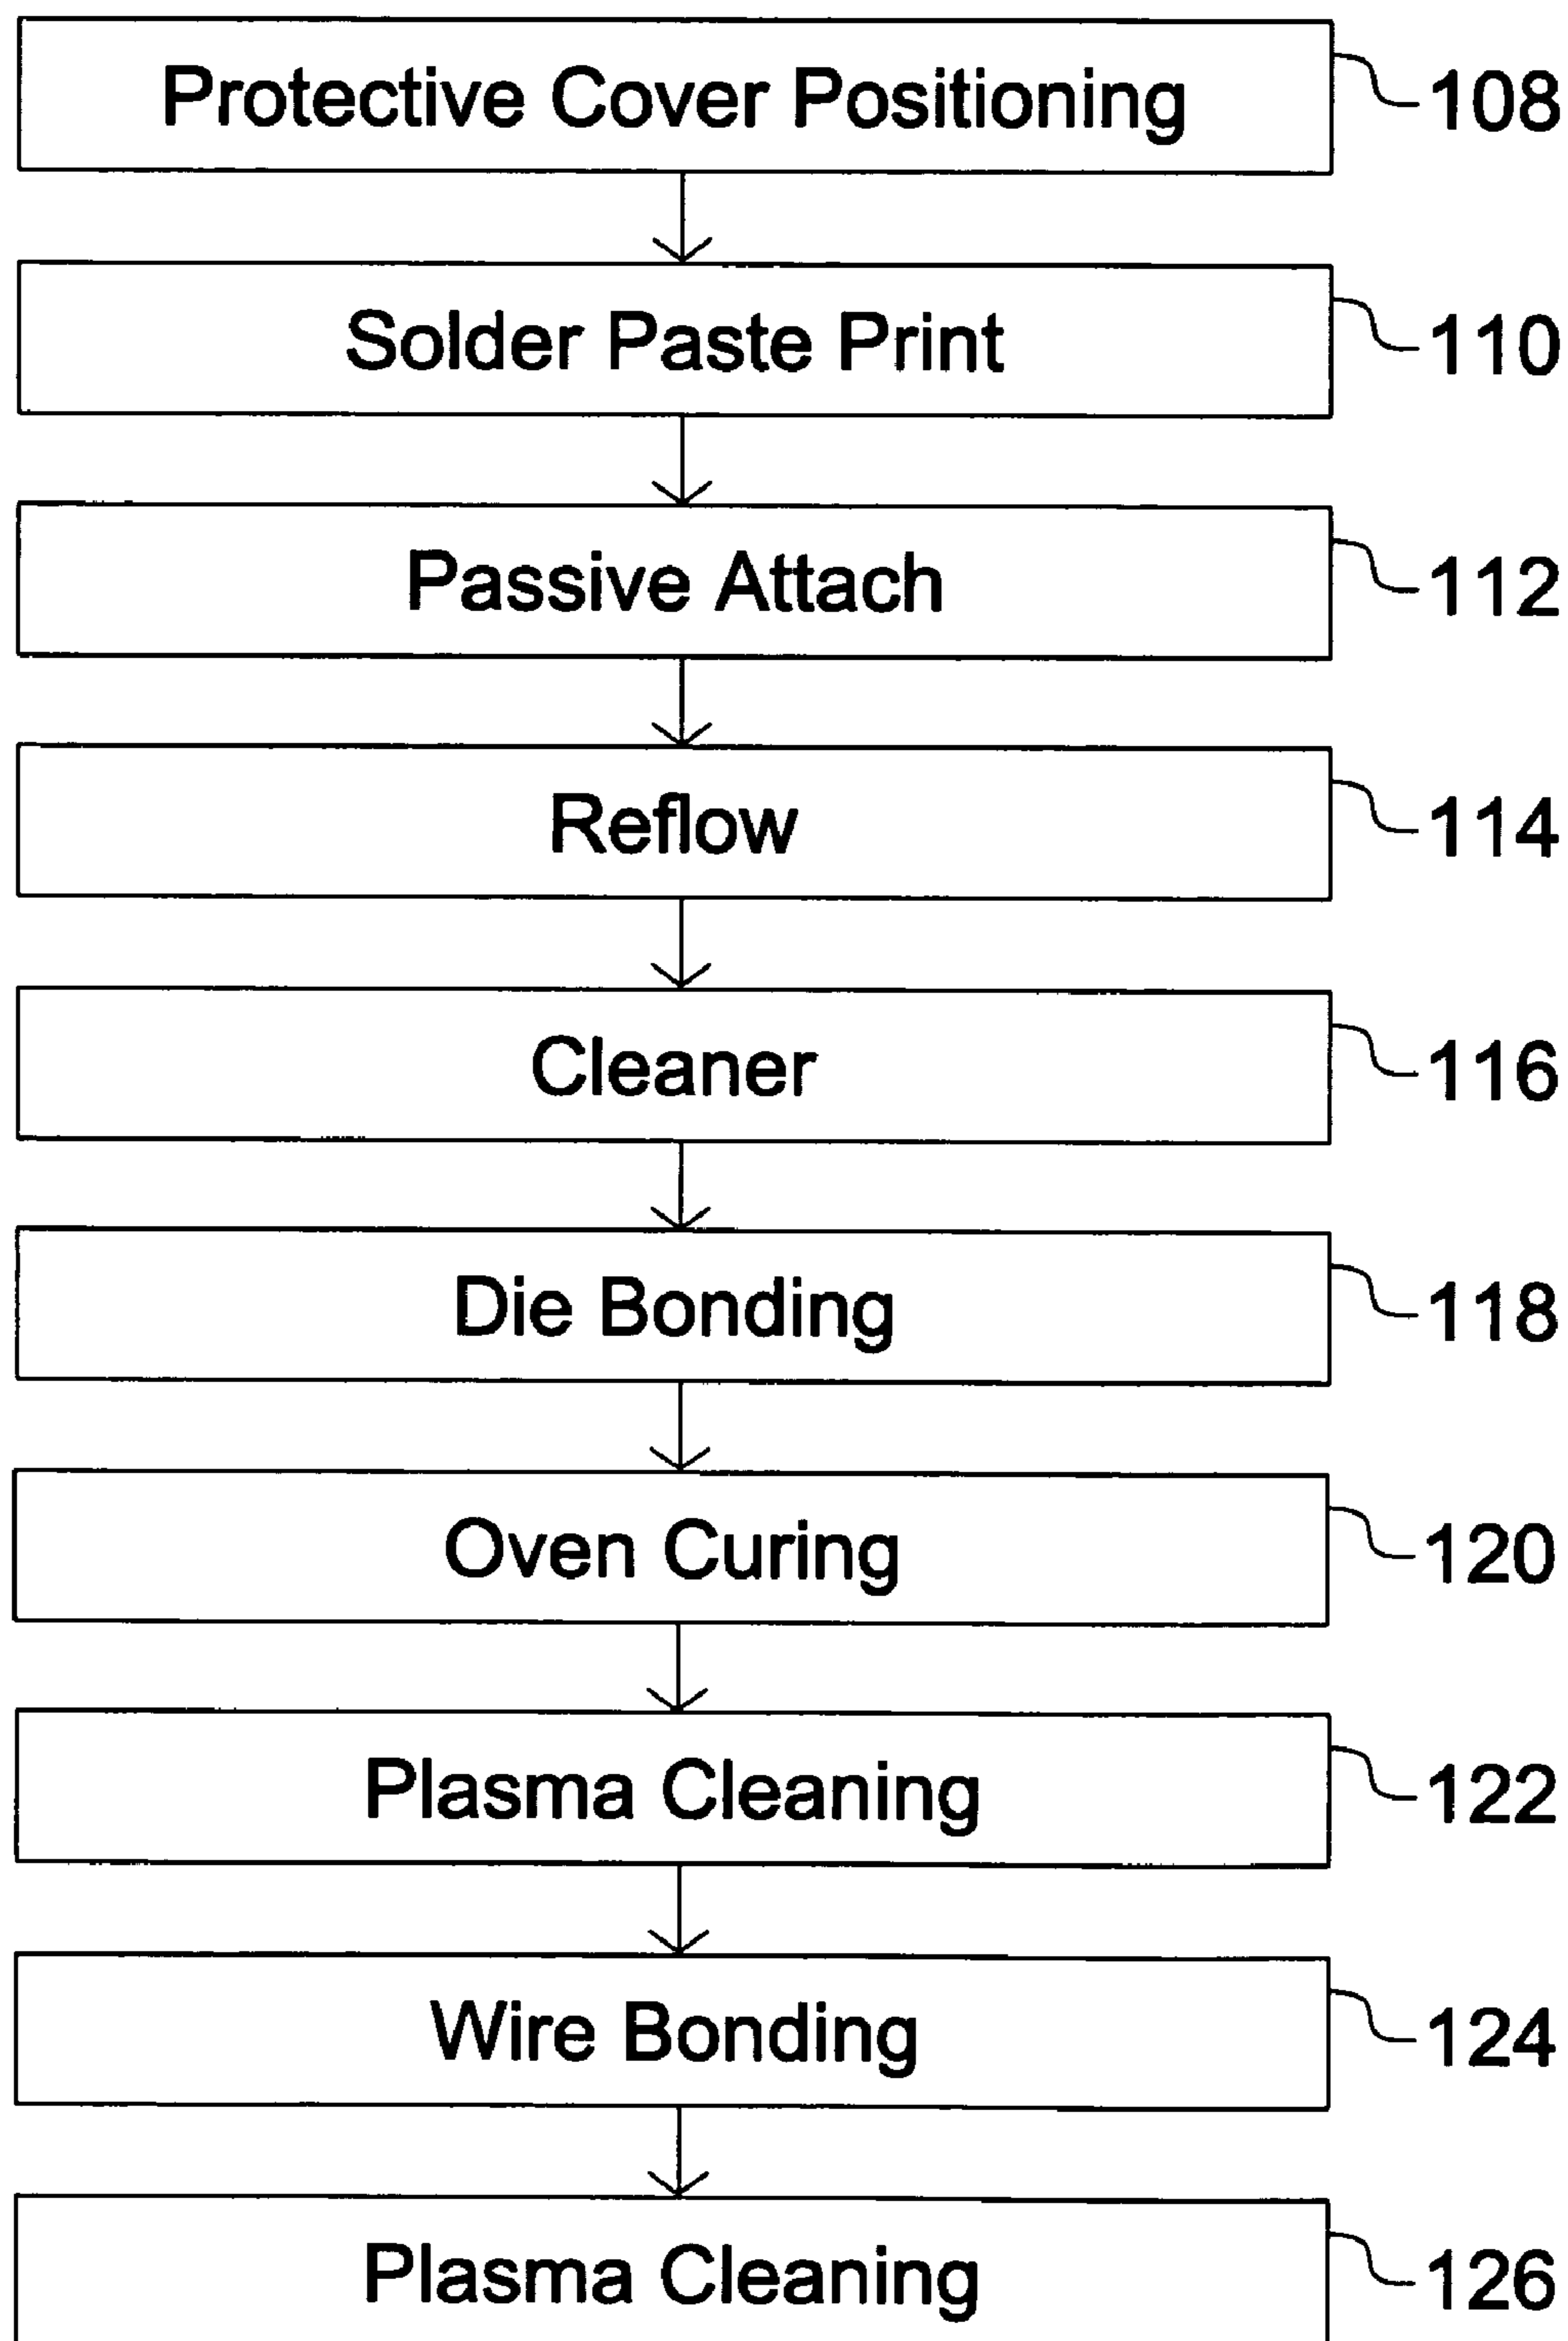 Protective Cover Positioning 108
Solder Paste Print 110
Passive Attach 112
Reflow 114
Cleaner 116
Die Bonding 118
Oven Curing 120
Plasma Cleaning 122
Wire Bonding 124
Plasma Cleaning 126